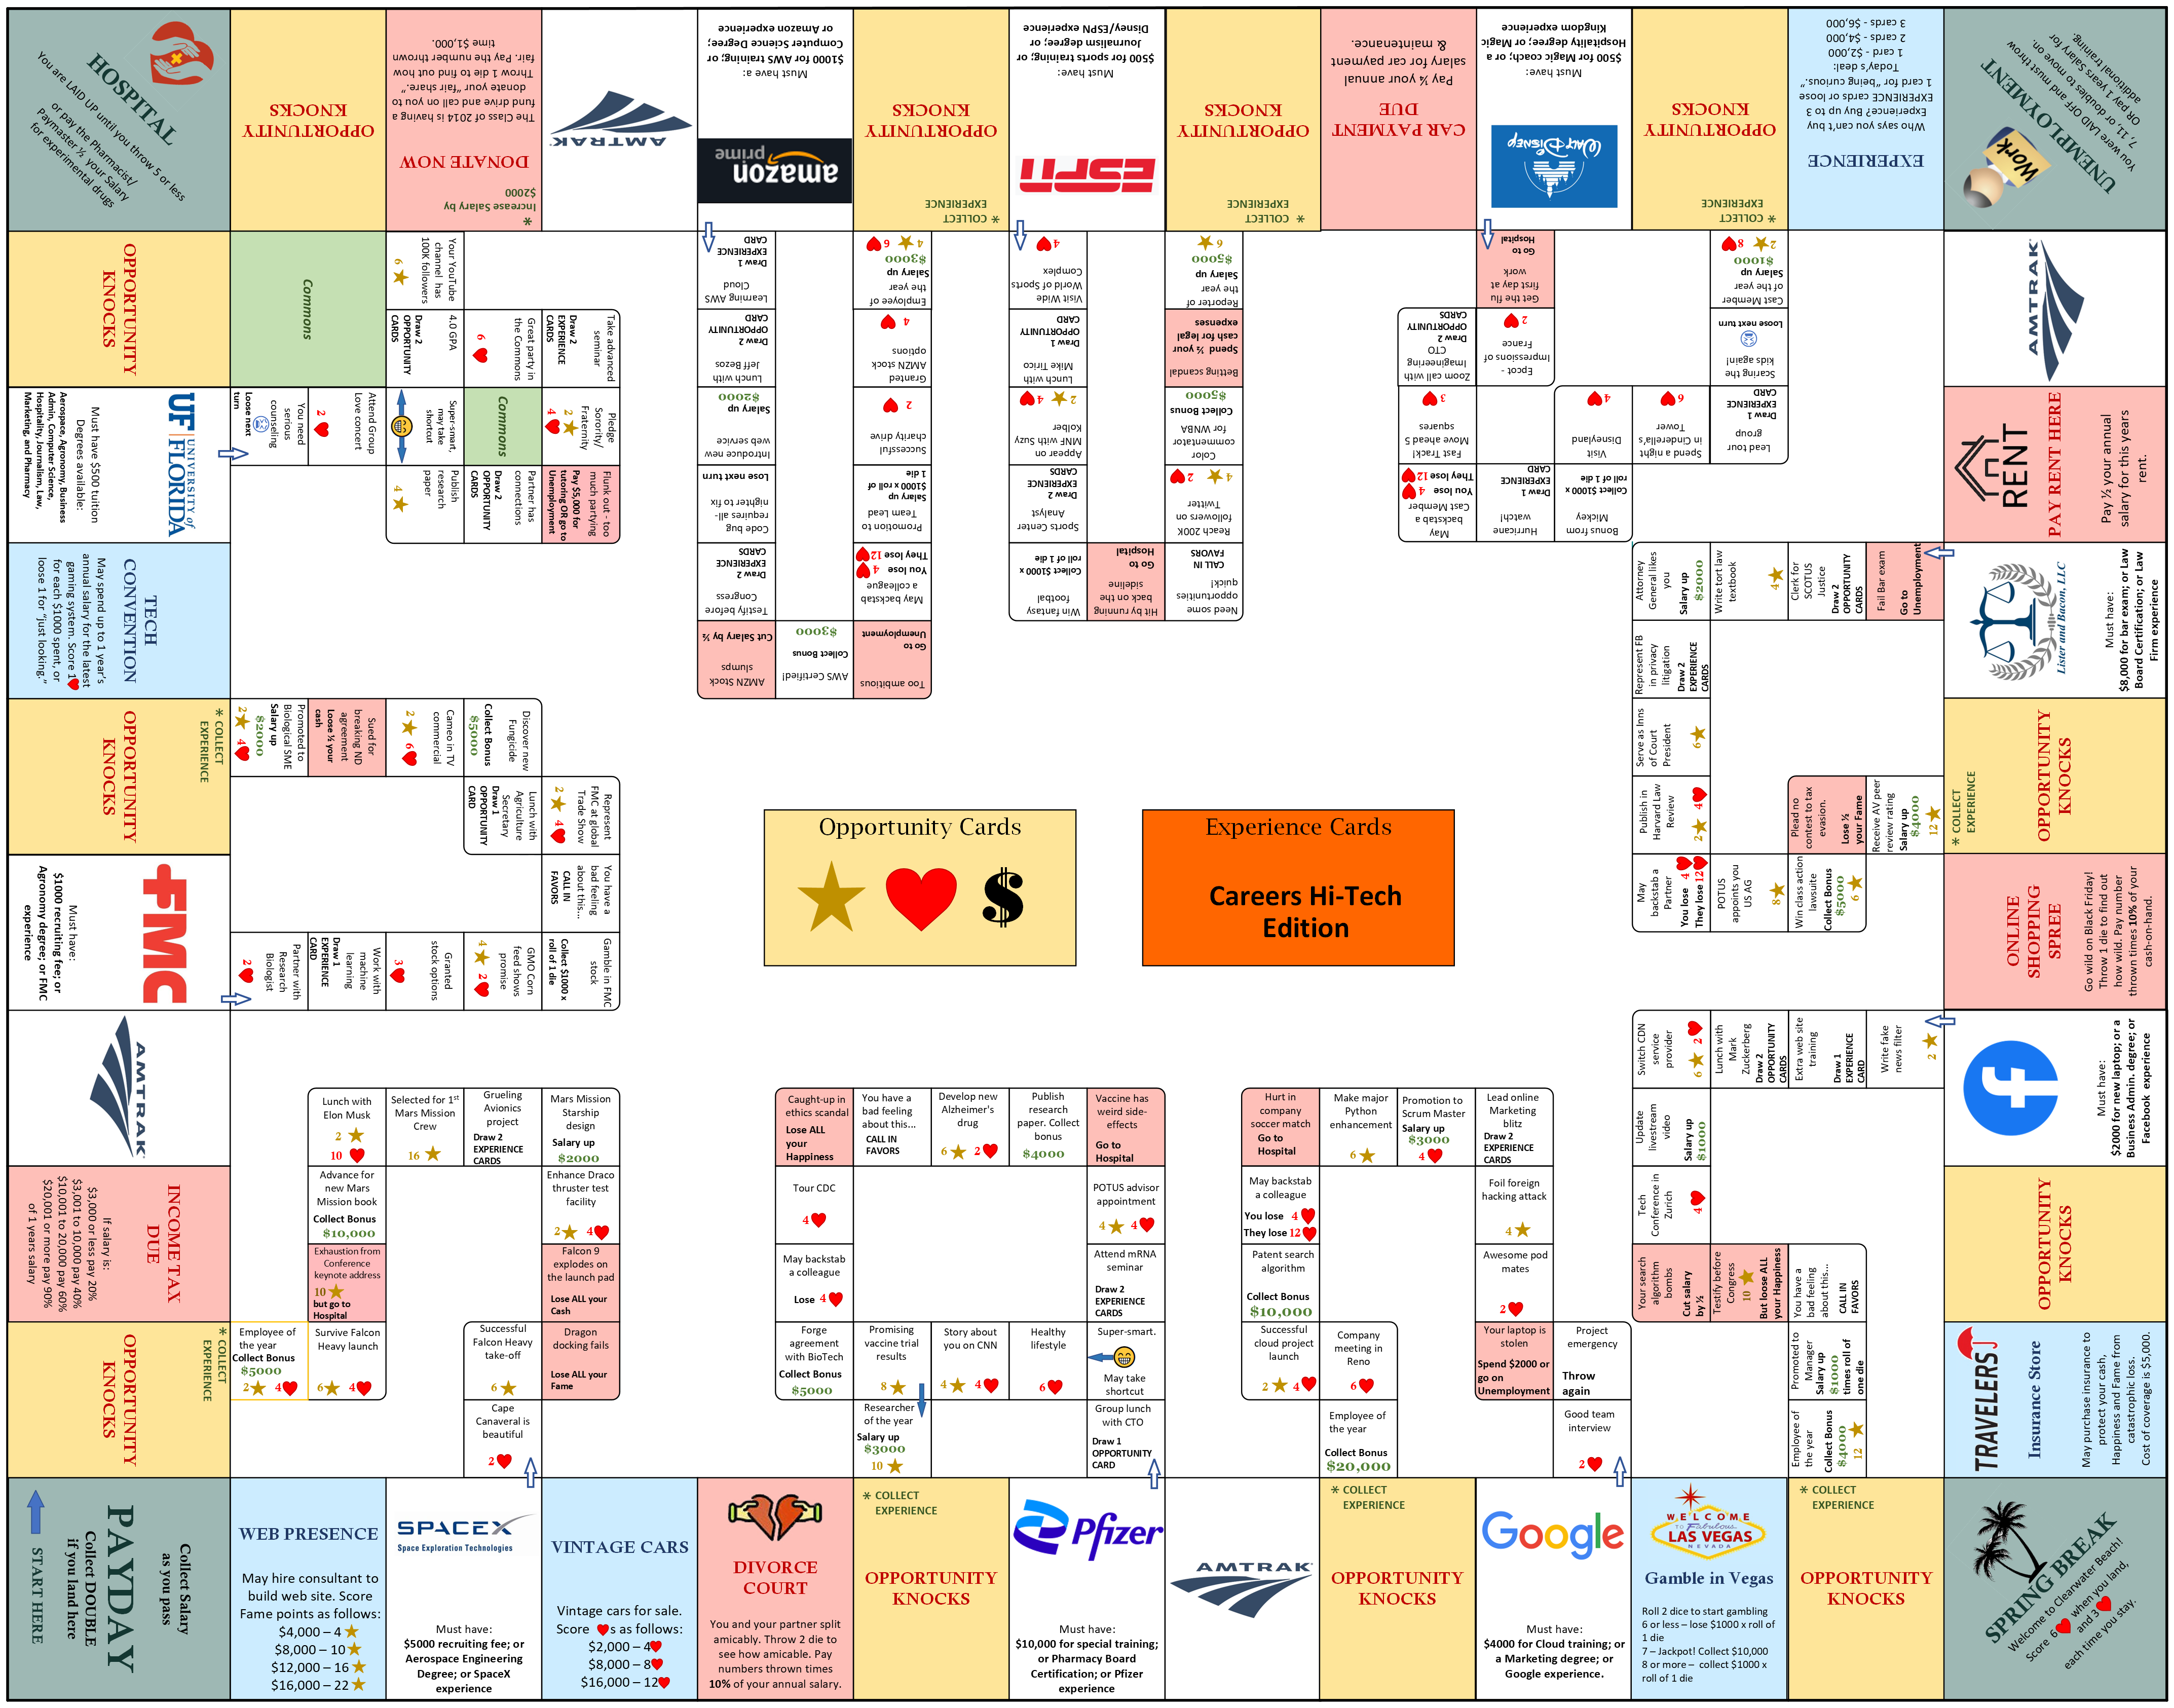 HOSPITAL
You are LAID UP until you throw 5 or less
or pay the Pharmacist/
Paymaster ½ your Salary
for experimental drugs
OPPORTUNITY
KNOCKS
* Increase Salary by
$2000
DONATE NOW
The Class of 2014 is having a
fund drive and call on you to
donate your "fair share."
Throw 1 die to find out how
fair. Pay the number thrown
time $1,000.
AMTRAK
amazon
prime
Must have a:
$1000 for AWS training; or
Computer Science Degree;
or Amazon experience
* COLLECT
EXPERIENCE
OPPORTUNITY
KNOCKS
ESPN
Must have:
$500 for sports training; or
Journalism degree; or
Disney/ESPN experience
* COLLECT
EXPERIENCE
OPPORTUNITY
KNOCKS
CAR PAYMENT
DUE
Pay ¼ your annual
salary for car payment
& maintenance.
WALT DISNEY
Must have:
$500 for Magic coach; or a
Hospitality degree; or Magic
Kingdom experience
* COLLECT
EXPERIENCE
OPPORTUNITY
KNOCKS
EXPERIENCE
Who says you can't buy
Experience? Buy up to 3
EXPERIENCE cards or loose
1 card for "being curious."
Today's deal:
1 card - $2,000
2 cards - $4,000
3 cards - $6,000
Work
UNEMPLOYMENT
You were LAID OFF and must throw
7, 11, or doubles to move on.
OR pay 1 years Salary for
additional training.
OPPORTUNITY
KNOCKS
Commons
Your YouTube
channel has
100K followers
6
4.0 GPA
Draw 2
OPPORTUNITY
CARDS
Great party in
the Commons
6
Take advanced
seminar
Draw 2
EXPERIENCE
CARDS
UF UNIVERSITY of
FLORIDA
Must have $500 tuition
Degrees available:
Aerospace, Agronomy, Business
Admin, Computer Science,
Hospitality, Journalism, Law,
Marketing, and Pharmacy
You need
serious
counseling
Loose next
turn
Attend Group
Love concert
2
Super-smart,
may take
shortcut
Commons
Pledge
Sorority/
Fraternity
2
4
Publish
research
paper
4
Partner has
connections
Draw 2
OPPORTUNITY
CARDS
Flunk out - too
much partying
Pay $5,000 for
tutoring OR go to
Unemployment
TECH
CONVENTION
May spend up to 1 year's
annual salary for the latest
gaming system. Score 1
for each $1000 spent, or
loose 1 for "just looking."
* COLLECT
EXPERIENCE
OPPORTUNITY
KNOCKS
Promoted to
Biological SME
Salary up
$2000
2 4
Sued for
breaking ND
agreement
Loose ½ your
cash
Cameo in TV
commercial
2 6
Discover new
Fungicide
Collect Bonus
$5000
Lunch with
Agriculture
Secretary
Draw 1
OPPORTUNITY
CARD
Represent
FMC at global
Trade Show
2 4
You have a
bad feeling
about this...
CALL IN
FAVORS
FMC
Must have:
$1000 recruiting fee; or
Agronomy degree; or FMC
experience
Partner with
Research
Biologist
2
Work with
machine
learning
Draw 1
EXPERIENCE
CARD
Granted
stock options
3
GMO Corn
feed shows
promise
4 2
Gamble in FMC
stock
Collect $1000 x
roll of 1 die
AMTRAK
INCOME TAX
DUE
If salary is:
$3,000 or less pay 20%
$3,001 to 10,000 pay 40%
$10,001 to 20,000 pay 60%
$20,001 or more pay 90%
of 1 years salary
* COLLECT
EXPERIENCE
OPPORTUNITY
KNOCKS
Learning AWS
Cloud
Draw 1
EXPERIENCE
CARD
Lunch with
Jeff Bezos
Draw 2
OPPORTUNITY
CARD
Introduce new
web service
Salary up
$2000
Code bug
requires all-
nighter to fix
Lose next turn
Testify before
Congress
Draw 2
EXPERIENCE
CARDS
AMZN Stock
slumps
Cut Salary by ½
AWS Certified!
Collect Bonus
$3000
Too ambitious
Go to
Unemployment
May backstab
a colleague
You lose 4
They lose 12
Promotion to
Team Lead
Salary up
$1000 x roll of
1 die
Successful
charity drive
2
Granted
AMZN stock
options
4
Employee of
the year
Salary up
$3000
4 6
Visit Wide
World of Sports
Complex
4
Lunch with
Mike Tirico
Draw 1
OPPORTUNITY
CARD
Appear on
MNF with Suzy
Kolber
2 4
Sports Center
Analyst
Draw 2
EXPERIENCE
CARDS
Win fantasy
football
Collect $1000 x
roll of 1 die
Hit by running
back on the
sideline
Go to
Hospital
Need some
opportunities
quick!
CALL IN
FAVORS
Reach 200K
followers on
Twitter
4 2
Color
commentator
for WNBA
Collect Bonus
$5000
Betting scandal
Spend ½ your
cash for legal
expenses
Reporter of
the year
Salary up
$5000
6
Get the flu
first day at
work
Go to
Hospital
Epcot -
Impressions of
France
2
Zoom call with
Imagineering
CTO
Draw 2
OPPORTUNITY
CARDS
Fast Track!
Move ahead 5
squares
3
May
backstab a
Cast Member
You lose 4
They lose 12
Hurricane
watch!
Draw 1
EXPERIENCE
CARD
Bonus from
Mickey
Collect $1000 x
roll of 1 die
Visit
Disneyland
4
Spend a night
in Cinderella's
Tower
6
Lead tour
group
Draw 1
EXPERIENCE
CARD
Scaring the
kids again!
Loose next turn
Cast Member
of the year
Salary up
$1000
2 8
AMTRAK
PAY RENT HERE
RENT
Pay ½ your annual
salary for this years
rent.
Lister and Bacon, LLC
Must have:
$8,000 for bar exam; or Law
Board Certification; or Law
Firm experience
Fail Bar exam
Go to
Unemployment
Clerk for
SCOTUS
Justice
Draw 2
OPPORTUNITY
CARDS
Write tort law
textbook
4
Attorney
General likes
you
Salary up
$2000
Represent FB
in privacy
litigation
Draw 2
EXPERIENCE
CARDS
Serve as Inns
of Court
President
6
Publish in
Harvard Law
Review
2 4
May
backstab a
Partner
You lose 4
They lose 12
POTUS
appoints you
US AG
8
Win class action
lawsuite
Collect Bonus
$5000
6
Plead no
contest to tax
evasion.
Lose ½
your Fame
Receive AV peer
review rating
Salary up
$4000
12
* COLLECT
EXPERIENCE
OPPORTUNITY
KNOCKS
ONLINE
SHOPPING
SPREE
Go wild on Black Friday!
Throw 1 die to find out
how wild. Pay number
thrown times 10% of your
cash-on-hand.
Opportunity Cards
$
Experience Cards
Careers Hi-Tech
Edition
f
Must have:
$2000 for new laptop; or a
Business Admin. degree; or
Facebook experience
Write fake
news filter
2
Extra web site
training
Draw 1
EXPERIENCE
CARD
Lunch with
Mark
Zuckerberg
Draw 2
OPPORTUNITY
CARDS
Switch CDN
service
provider
6 2
Update
livestream
video
Salary up
$1000
Tech
Conference in
Zurich
4
Your search
algorithm
bombs
Cut salary
by ½
Testify before
Congress
10
But loose ALL
your Happiness
You have a
bad feeling
about this...
CALL IN
FAVORS
Promoted to
Manager
Salary up
$1000
times roll of
one die
Employee of
the year
Collect Bonus
$4000
12
OPPORTUNITY
KNOCKS
TRAVELERS
Insurance Store
May purchase insurance to
protect your cash,
Happiness and Fame from
catastrophic loss.
Cost of coverage is $5,000.
Lunch with
Elon Musk
2
10
Selected for 1st
Mars Mission
Crew
16
Grueling
Avionics
project
Draw 2
EXPERIENCE
CARDS
Mars Mission
Starship
design
Salary up
$2000
Advance for
new Mars
Mission book
Collect Bonus
$10,000
Enhance Draco
thruster test
facility
2 4
Exhaustion from
Conference
keynote address
10
but go to
Hospital
Falcon 9
explodes on
the launch pad
Lose ALL your
Cash
Employee of
the year
Collect Bonus
$5000
2 4
Survive Falcon
Heavy launch
6 4
Successful
Falcon Heavy
take-off
6
Dragon
docking fails
Lose ALL your
Fame
Cape
Canaveral is
beautiful
2
Caught-up in
ethics scandal
Lose ALL
your
Happiness
You have a
bad feeling
about this...
CALL IN
FAVORS
Develop new
Alzheimer's
drug
6 2
Publish
research
paper. Collect
bonus
$4000
Vaccine has
weird side-
effects
Go to
Hospital
Tour CDC
4
POTUS advisor
appointment
4 4
May backstab
a colleague
Lose 4
Attend mRNA
seminar
Draw 2
EXPERIENCE
CARDS
Forge
agreement
with BioTech
Collect Bonus
$5000
Promising
vaccine trial
results
8
Story about
you on CNN
4 4
Healthy
lifestyle
6
Super-smart.
May take
shortcut
Researcher
of the year
Salary up
$3000
10
Group lunch
with CTO
Draw 1
OPPORTUNITY
CARD
Hurt in
company
soccer match
Go to
Hospital
Make major
Python
enhancement
6
Promotion to
Scrum Master
Salary up
$3000
4
Lead online
Marketing
blitz
Draw 2
EXPERIENCE
CARDS
May backstab
a colleague
You lose 4
They lose 12
Foil foreign
hacking attack
4
Patent search
algorithm
Collect Bonus
$10,000
Awesome pod
mates
2
Successful
cloud project
launch
2 4
Company
meeting in
Reno
6
Your laptop is
stolen
Spend $2000 or
go on
Unemployment
Project
emergency
Throw
again
Employee of
the year
Collect Bonus
$20,000
Good team
interview
2
PAYDAY
Collect Salary
as you pass
Collect DOUBLE
if you land here
START HERE
WEB PRESENCE
May hire consultant to
build web site. Score
Fame points as follows:
$4,000 – 4
$8,000 – 10
$12,000 – 16
$16,000 – 22
SPACEX
Space Exploration Technologies
Must have:
$5000 recruiting fee; or
Aerospace Engineering
Degree; or SpaceX
experience
VINTAGE CARS
Vintage cars for sale.
Score s as follows:
$2,000 – 4
$8,000 – 8
$16,000 – 12
DIVORCE
COURT
You and your partner split
amicably. Throw 2 die to
see how amicable. Pay
numbers thrown times
10% of your annual salary.
* COLLECT
EXPERIENCE
OPPORTUNITY
KNOCKS
Pfizer
Must have:
$10,000 for special training;
or Pharmacy Board
Certification; or Pfizer
experience
AMTRAK
* COLLECT
EXPERIENCE
OPPORTUNITY
KNOCKS
Google
Must have:
$4000 for Cloud training; or
a Marketing degree; or
Google experience.
WELCOME
TO Fabulous
LAS VEGAS
NEVADA
Gamble in Vegas
Roll 2 dice to start gambling
6 or less – lose $1000 x roll of
1 die
7 – Jackpot! Collect $10,000
8 or more – collect $1000 x
roll of 1 die
* COLLECT
EXPERIENCE
OPPORTUNITY
KNOCKS
SPRING BREAK
Welcome to Clearwater Beach!
Score 6 when you land,
and 3
each time you stay.